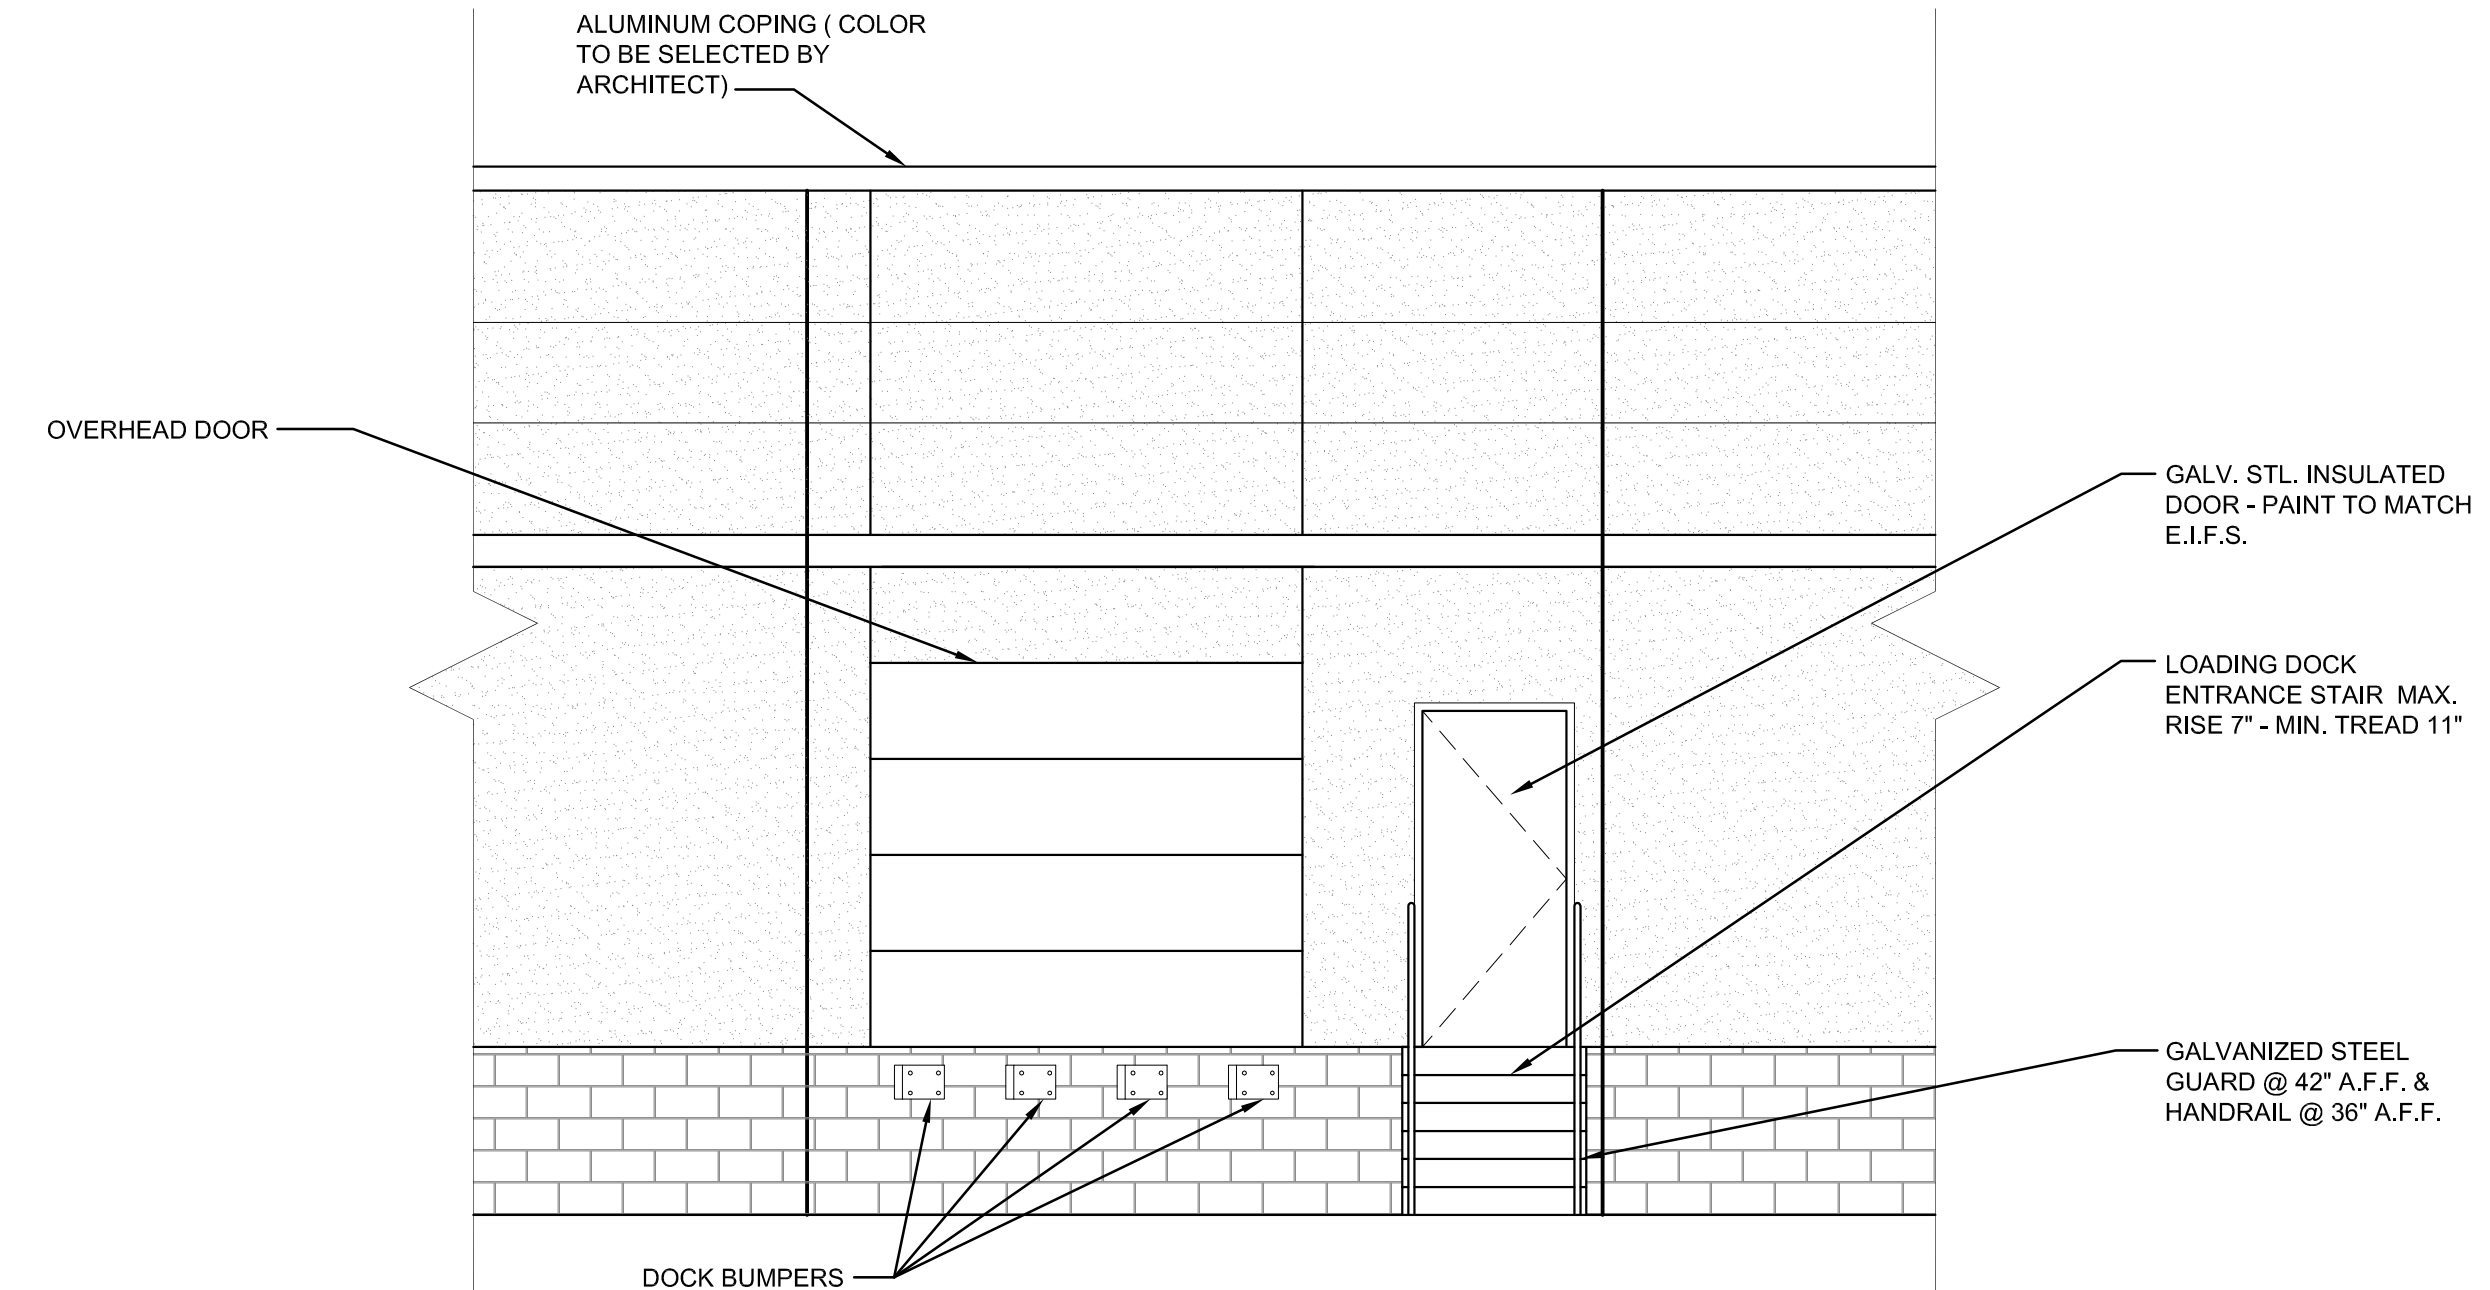 ALUMINUM COPING ( COLOR
TO BE SELECTED BY
ARCHITECT)
OVERHEAD DOOR
GALV. STL. INSULATED
DOOR - PAINT TO MATCH
E.I.F.S.
LOADING DOCK
ENTRANCE STAIR  MAX.
RISE 7" - MIN. TREAD 11"
GALVANIZED STEEL
GUARD @ 42" A.F.F. &
HANDRAIL @ 36" A.F.F.
DOCK BUMPERS